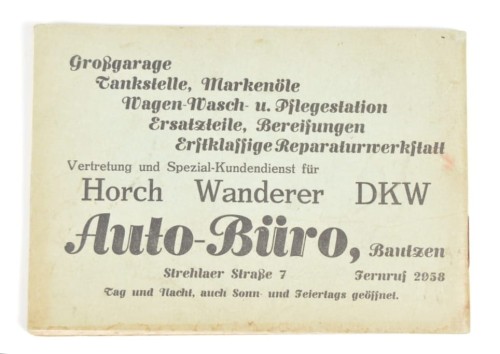 Großgarage
Tankstelle, Markenöle
Wagen-Wasch- u. Pflegestation
Ersatzteile, Bereifungen
Erstklassige Reparaturwerkstatt
Vertretung und Spezial-Kundendienst für
Horch Wanderer DKW
Auto-Büro, Bautzen
Strehlaer Straße 7 Fernruf 2958
Tag und Nacht, auch Sonn- und Feiertags geöffnet.